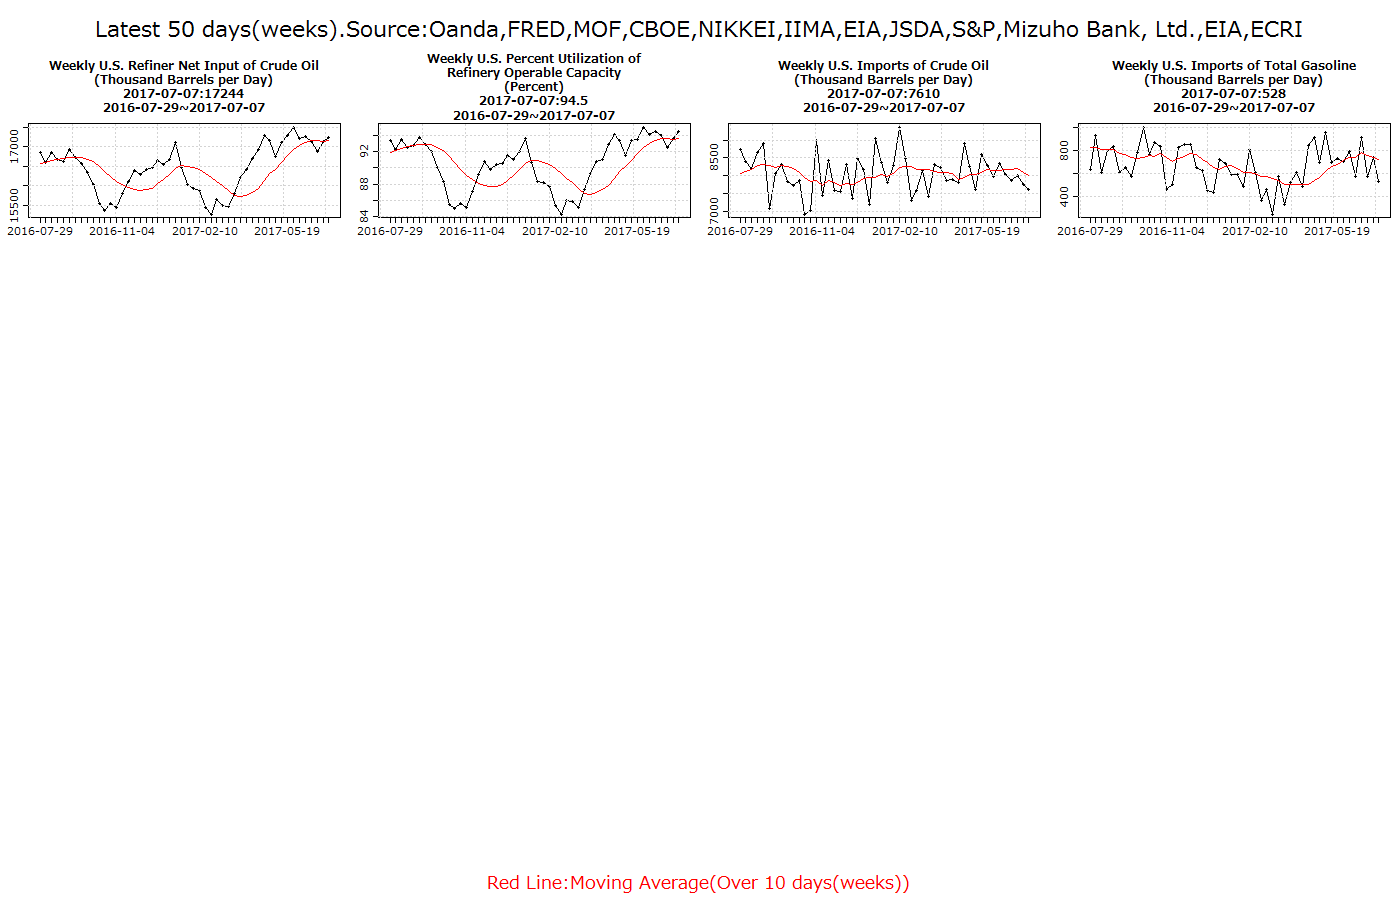 Latest 50 days(weeks).Source:Oanda,FRED,MOF,CBOE,NIKKEI,IIMA,EIA,JSDA,S&P,Mizuho Bank, Ltd.,EIA,ECRI
Weekly U.S. Refiner Net Input of Crude Oil
(Thousand Barrels per Day)
2017-07-07:17244
2016-07-29~2017-07-07
17000
15500
2016-07-29 2016-11-04 2017-02-10 2017-05-19
Weekly U.S. Percent Utilization of
Refinery Operable Capacity
(Percent)
2017-07-07:94.5
2016-07-29~2017-07-07
92
88
84
2016-07-29 2016-11-04 2017-02-10 2017-05-19
Weekly U.S. Imports of Crude Oil
(Thousand Barrels per Day)
2017-07-07:7610
2016-07-29~2017-07-07
8500
7000
2016-07-29 2016-11-04 2017-02-10 2017-05-19
Weekly U.S. Imports of Total Gasoline
(Thousand Barrels per Day)
2017-07-07:528
2016-07-29~2017-07-07
800
400
2016-07-29 2016-11-04 2017-02-10 2017-05-19
Red Line:Moving Average(Over 10 days(weeks))